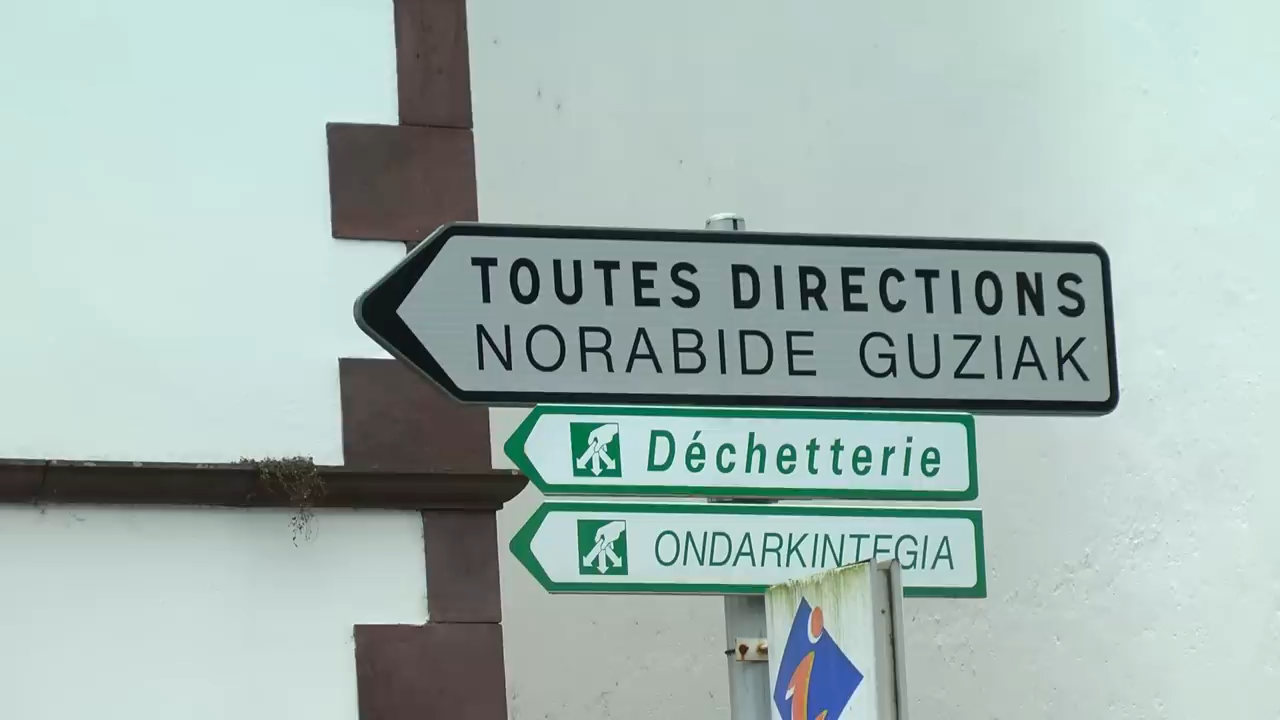 TOUTES DIRECTIONS
NORABIDE GUZIAK
Déchetterie
ONDARKINTEGIA